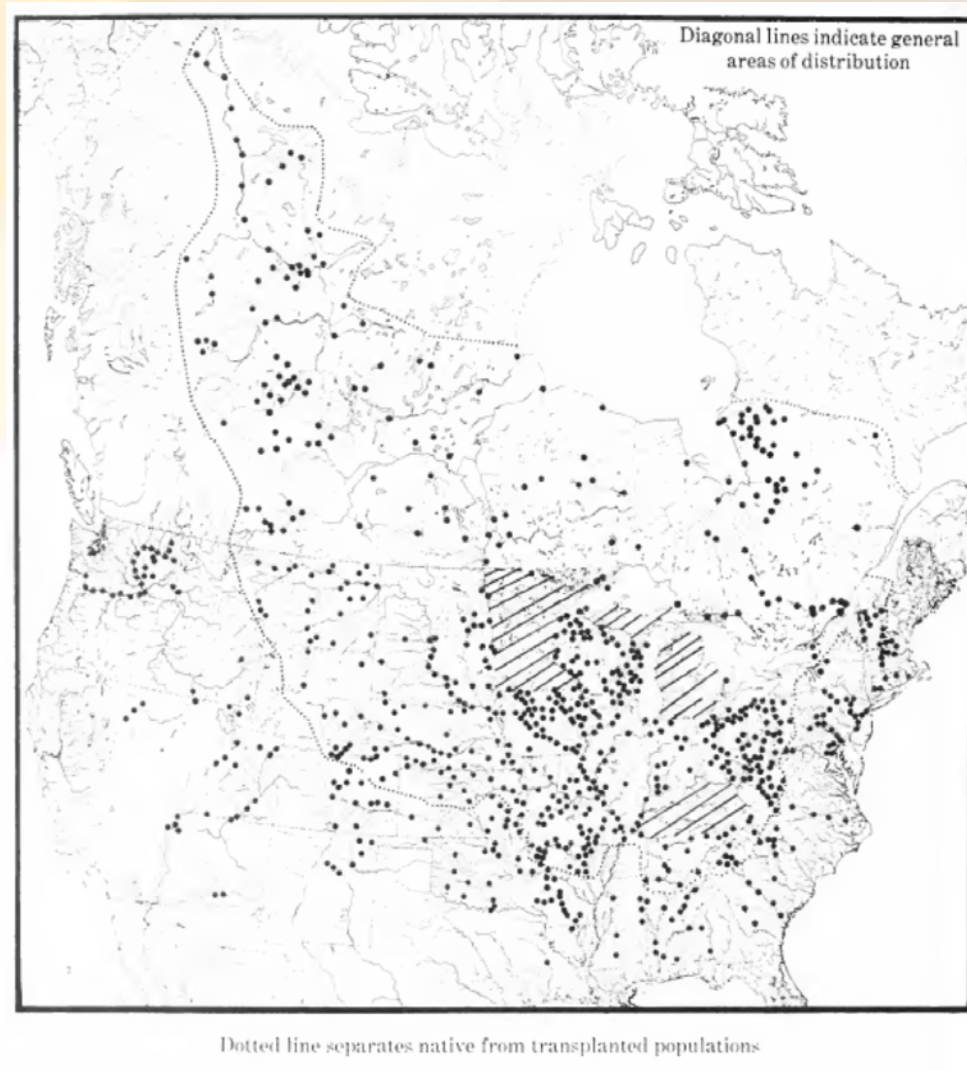 Diagonal lines indicate general
areas of distribution
Dotted line separates native from transplanted populations